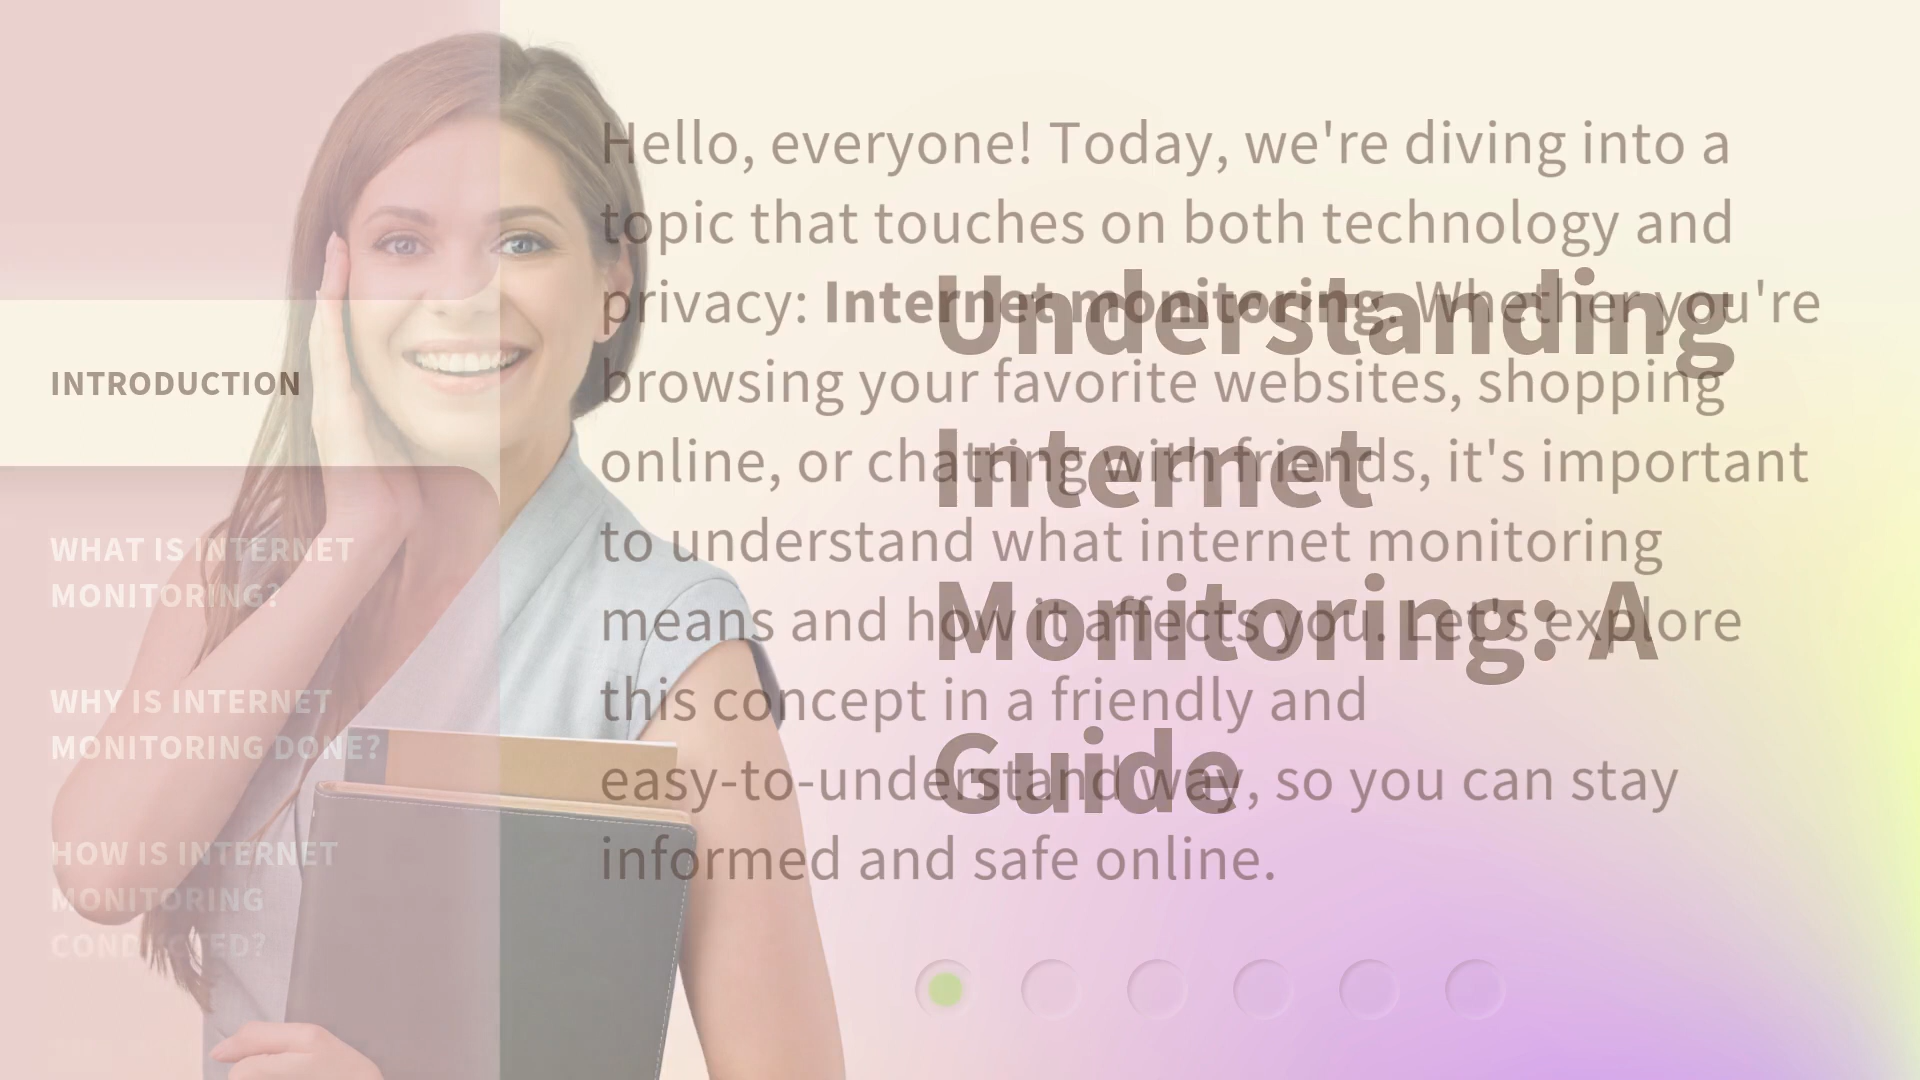 INTRODUCTION
WHAT IS INTERNET
MONITORING?
WHY IS INTERNET
MONITORING DONE?
HOW IS INTERNET
MONITORING
CONDUCTED?
Hello, everyone! Today, we're diving into a
topic that touches on both technology and
privacy: Internet monitoring. Whether you're
browsing your favorite websites, shopping
online, or chatting with friends, it's important
to understand what internet monitoring
means and how it affects you. Let's explore
this concept in a friendly and
easy-to-understand way, so you can stay
informed and safe online.
Understanding
Internet
Monitoring: A
Guide